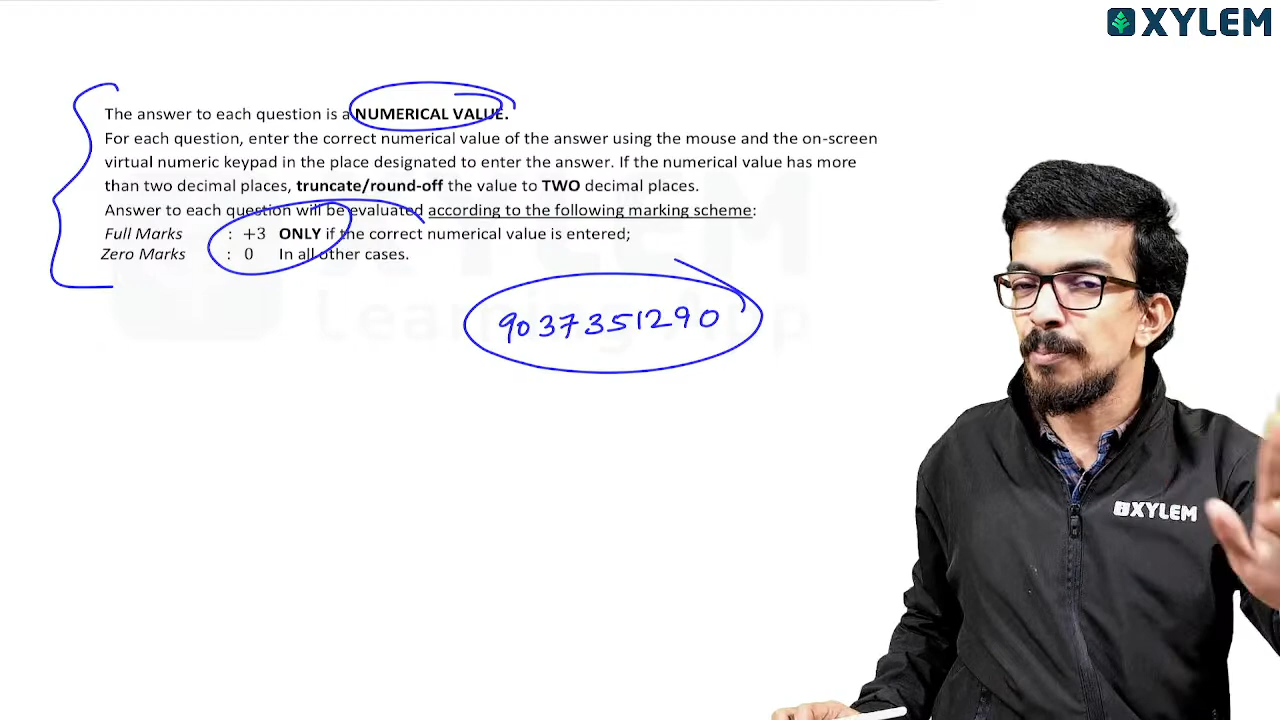 XYLEM
The answer to each question is a NUMERICAL VALUE.
For each question, enter the correct numerical value of the answer using the mouse and the on-screen
virtual numeric keypad in the place designated to enter the answer. If the numerical value has more
than two decimal places, truncate/round-off the value to TWO decimal places.
Answer to each question will be evaluated according to the following marking scheme:
Full Marks : +3 ONLY if the correct numerical value is entered;
Zero Marks : 0 In all other cases.
XYLEM
Learning App
9037351290
XYLEM